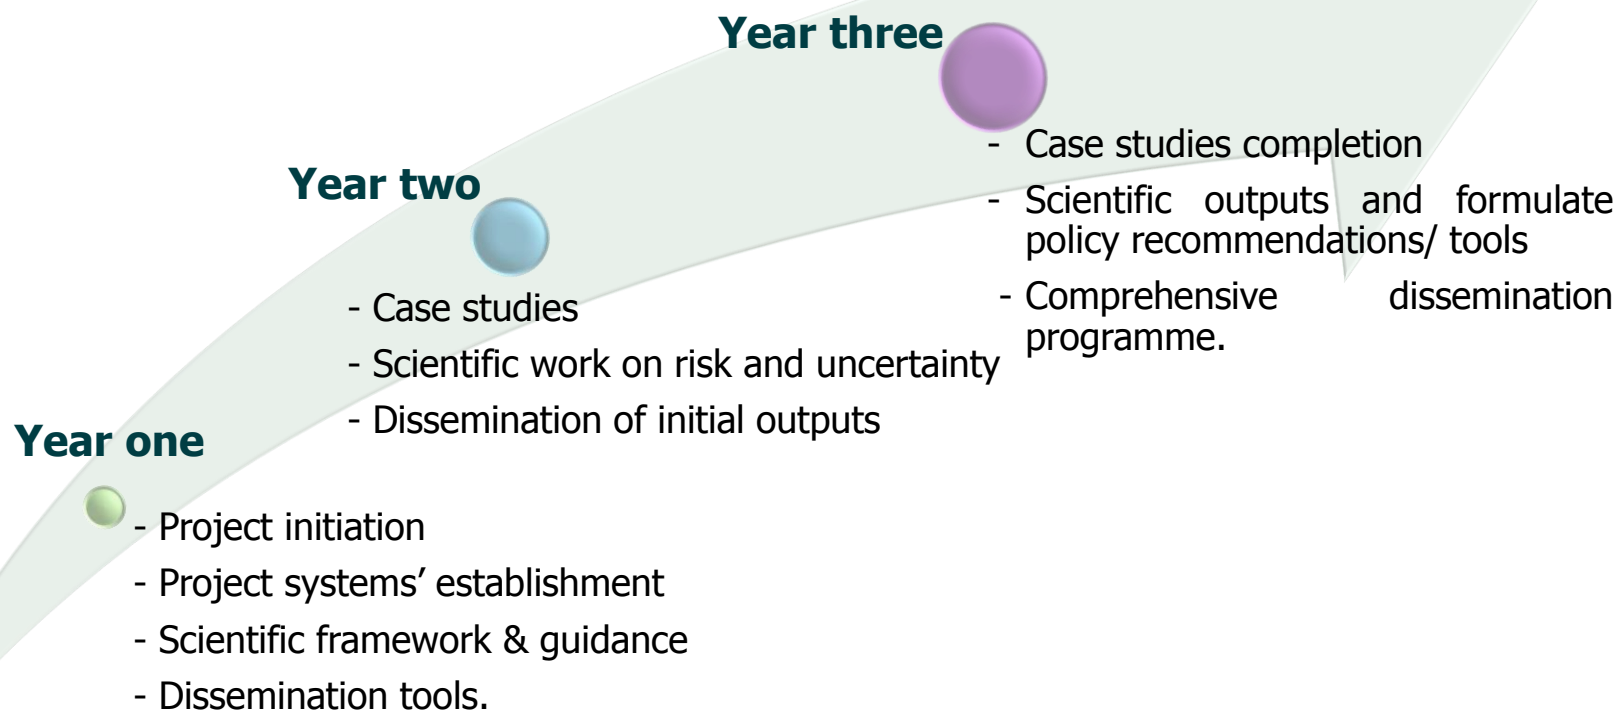 Year one
- Project initiation
- Project systems’ establishment
- Scientific framework & guidance
- Dissemination tools.
Year two
- Case studies
- Scientific work on risk and uncertainty
- Dissemination of initial outputs
Year three
- Case studies completion
- Scientific outputs and formulate
policy recommendations/ tools
- Comprehensive dissemination
programme.